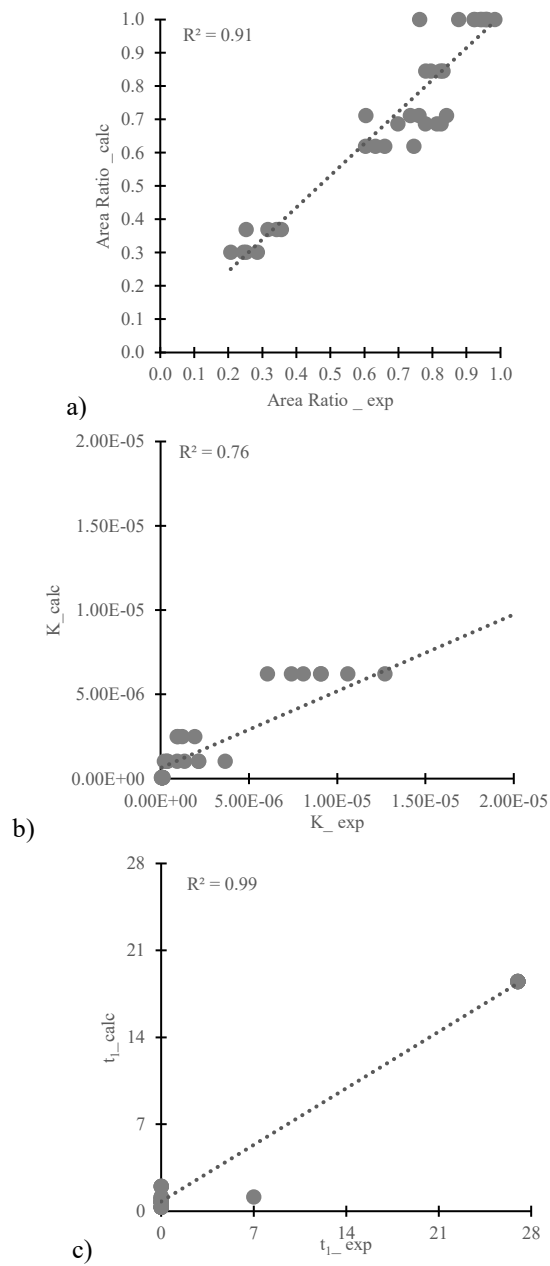 R² = 0.91
1.0
0.9
0.8
0.7
0.6
0.5
0.4
0.3
0.2
0.1
0.0
Area Ratio _calc
0.0 0.1 0.2 0.3 0.4 0.5 0.6 0.7 0.8 0.9 1.0
Area Ratio _ exp
a)
R² = 0.76
2.00E-05
1.50E-05
1.00E-05
5.00E-06
0.00E+00
K_calc
0.00E+00 5.00E-06 1.00E-05 1.50E-05 2.00E-05
K_ exp
b)
R² = 0.99
28
21
14
7
0
t₁_calc
0 7 14 21 28
t₁_ exp
c)